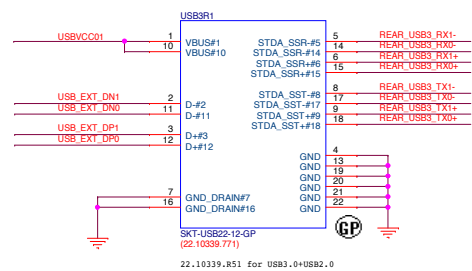 USB3R1
USBVCC01
1
VBUS#1
10
VBUS#10
STDA_SSR-#5
5
REAR_USB3_RX1-
STDA_SSR-#14
14
REAR_USB3_RX0-
STDA_SSR+#6
6
REAR_USB3_RX1+
STDA_SSR+#15
15
REAR_USB3_RX0+
USB_EXT_DN1
2
D-#2
USB_EXT_DN0
11
D-#11
STDA_SST-#8
8
REAR_USB3_TX1-
STDA_SST-#17
17
REAR_USB3_TX0-
STDA_SST+#9
9
REAR_USB3_TX1+
STDA_SST+#18
18
REAR_USB3_TX0+
USB_EXT_DP1
3
D+#3
USB_EXT_DP0
12
D+#12
GND
4
GND
13
GND
19
GND
20
GND
21
GND
22
7
GND_DRAIN#7
16
GND_DRAIN#16
GP
SKT-USB22-12-GP
(22.10339.771)
22.10339.R51 for USB3.0+USB2.0